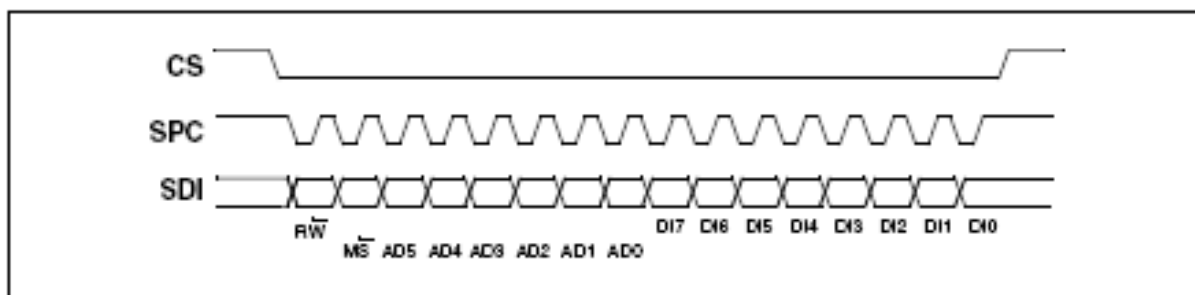 CS
SPC
SDI
RW DI7 DI6 DI5 DI4 DI3 DI2 DI1 DI0
MS AD5 AD4 AD3 AD2 AD1 AD0